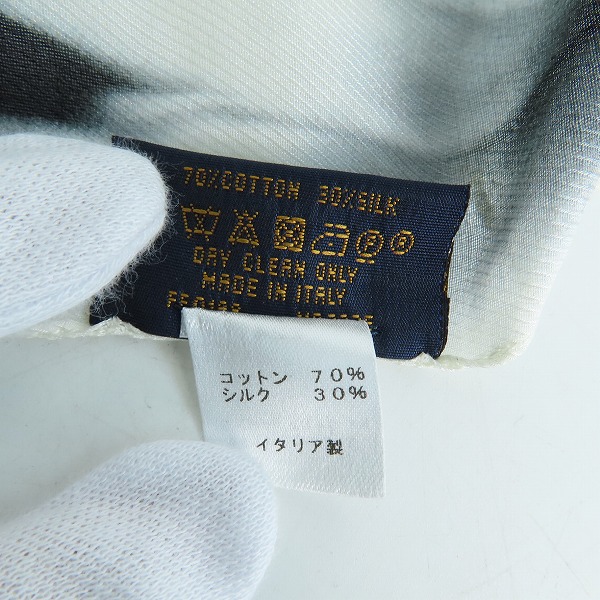 70%COTTON 30%SILK
P R
DRY CLEAN ONLY
MADE IN ITALY
コットン 70%
シルク 30%
イタリア製